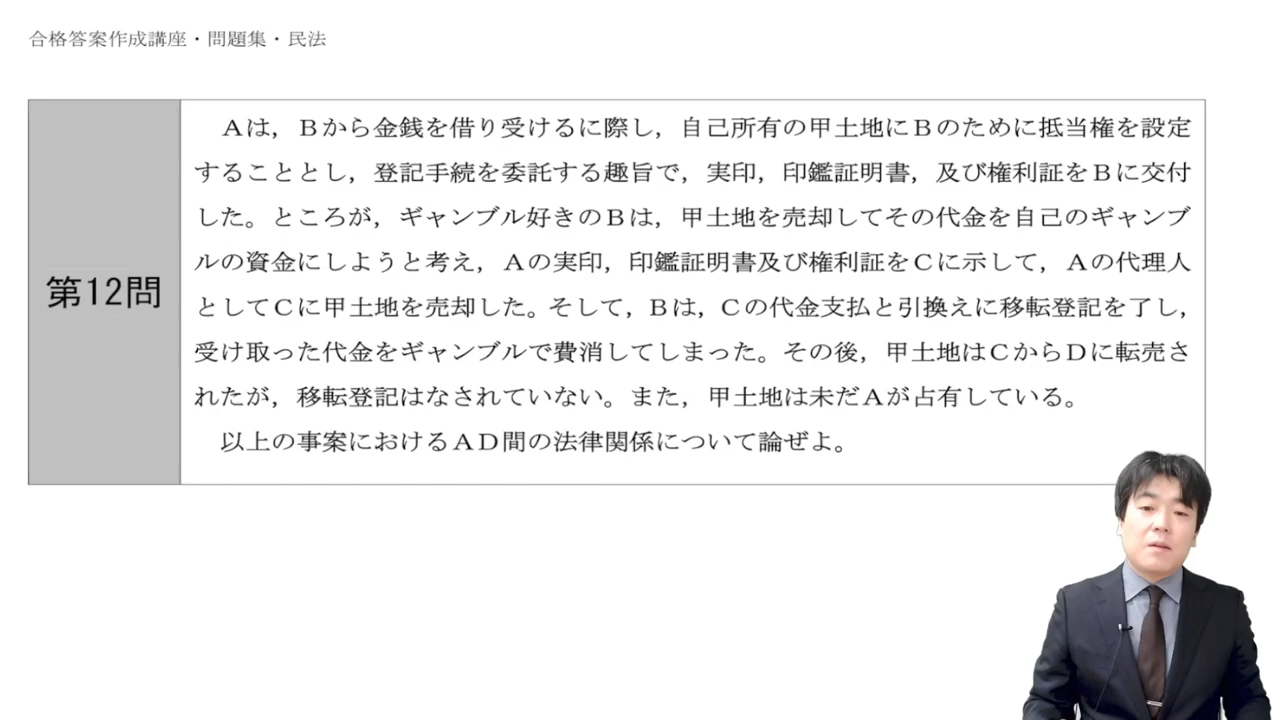 合格答案作成講座・問題集・民法
第12問
Ａは，Ｂから金銭を借り受けるに際し，自己所有の甲土地にＢのために抵当権を設定
することとし，登記手続を委託する趣旨で，実印，印鑑証明書，及び権利証をＢに交付
した。ところが，ギャンブル好きのＢは，甲土地を売却してその代金を自己のギャンブ
ルの資金にしようと考え，Ａの実印，印鑑証明書及び権利証をＣに示して，Ａの代理人
としてＣに甲土地を売却した。そして，Ｂは，Ｃの代金支払と引換えに移転登記を了し，
受け取った代金をギャンブルで費消してしまった。その後，甲土地はＣからＤに転売さ
れたが，移転登記はなされていない。また，甲土地は未だＡが占有している。
以上の事案におけるＡＤ間の法律関係について論ぜよ。